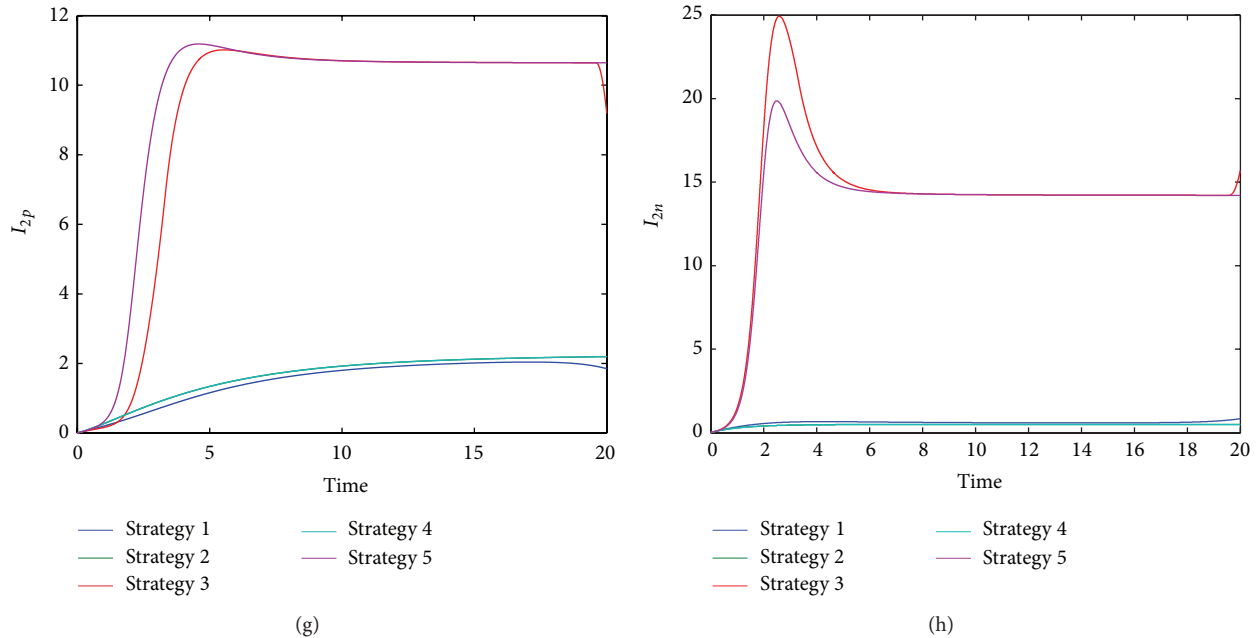 12
10
8
6
4
2
0
I2p
0 5 10 15 20
Time
Strategy 1
Strategy 2
Strategy 3
Strategy 4
Strategy 5
(g)
25
20
15
10
5
0
I2n
0 2 4 6 8 10 12 14 16 18 20
Time
Strategy 1
Strategy 2
Strategy 3
Strategy 4
Strategy 5
(h)